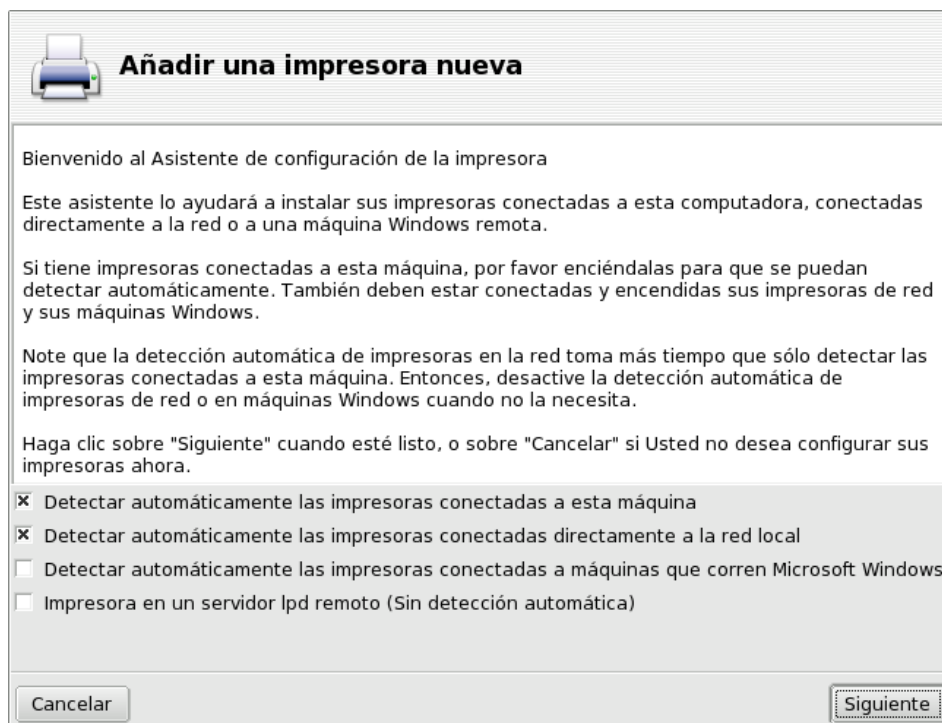 Añadir una impresora nueva
Bienvenido al Asistente de configuración de la impresora
Este asistente lo ayudará a instalar sus impresoras conectadas a esta computadora, conectadas
directamente a la red o a una máquina Windows remota.
Si tiene impresoras conectadas a esta máquina, por favor enciéndalas para que se puedan
detectar automáticamente. También deben estar conectadas y encendidas sus impresoras de red
y sus máquinas Windows.
Note que la detección automática de impresoras en la red toma más tiempo que sólo detectar las
impresoras conectadas a esta máquina. Entonces, desactive la detección automática de
impresoras de red o en máquinas Windows cuando no la necesita.
Haga clic sobre "Siguiente" cuando esté listo, o sobre "Cancelar" si Usted no desea configurar sus
impresoras ahora.
Detectar automáticamente las impresoras conectadas a esta máquina
Detectar automáticamente las impresoras conectadas directamente a la red local
Detectar automáticamente las impresoras conectadas a máquinas que corren Microsoft Windows
Impresora en un servidor lpd remoto (Sin detección automática)
Cancelar
Siguiente